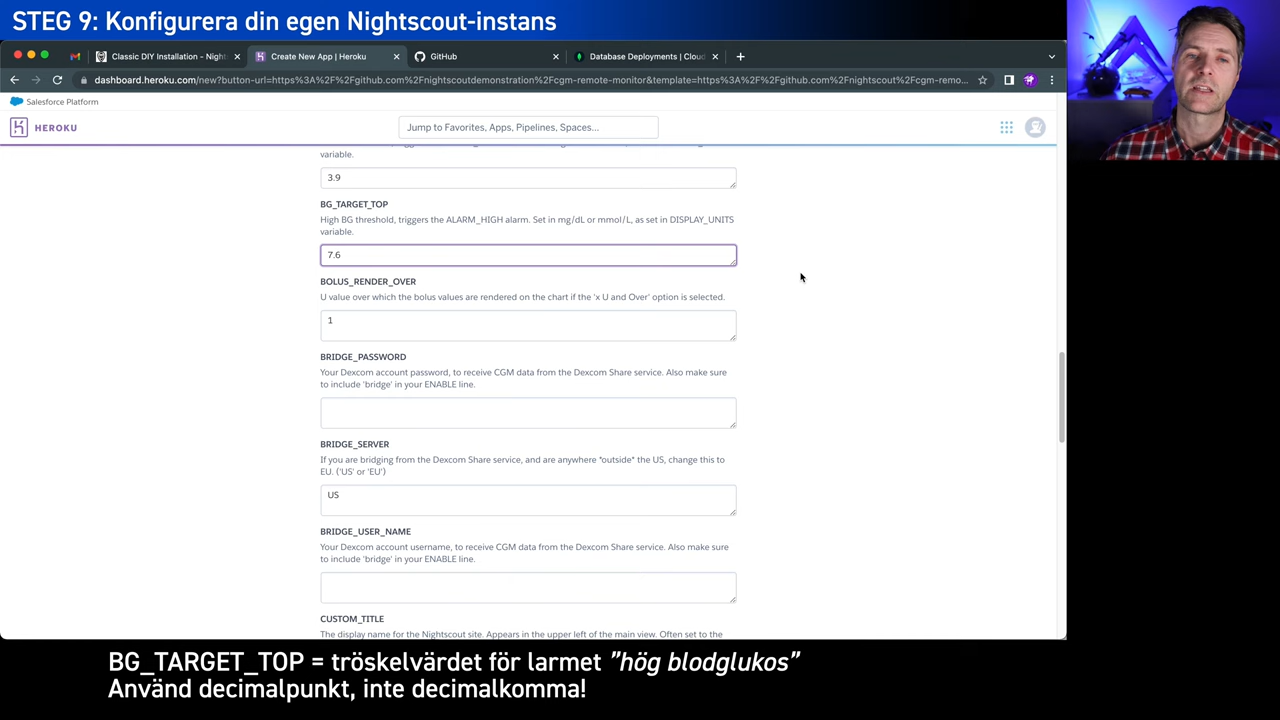 STEG 9: Konfigurera din egen Nightscout-instans
Classic DIY Installation - Night
Create New App | Heroku
GitHub
Database Deployments | Cloud
dashboard.heroku.com/new?button-url=https%3A%2F%2Fgithub.com%2Fnightscoutdemonstration%2Fcgm-remote-monitor&template=https%3A%2F%2Fgithub.com%2Fnightscout%2Fcgm-remo...
Salesforce Platform
HEROKU
Jump to Favorites, Apps, Pipelines, Spaces...
variable.
3.9
BG_TARGET_TOP
High BG threshold, triggers the ALARM_HIGH alarm. Set in mg/dL or mmol/L, as set in DISPLAY_UNITS
variable.
7.6
BOLUS_RENDER_OVER
U value over which the bolus values are rendered on the chart if the 'x U and Over' option is selected.
1
BRIDGE_PASSWORD
Your Dexcom account password, to receive CGM data from the Dexcom Share service. Also make sure
to include 'bridge' in your ENABLE line.
BRIDGE_SERVER
If you are bridging from the Dexcom Share service, and are anywhere *outside* the US, change this to
EU. ('US' or 'EU')
US
BRIDGE_USER_NAME
Your Dexcom account username, to receive CGM data from the Dexcom Share service. Also make sure
to include 'bridge' in your ENABLE line.
CUSTOM_TITLE
The display name for the Nightscout site. Appears in the upper left of the main view. Often set to the
BG_TARGET_TOP = tröskelvärdet för larmet ”hög blodglukos”
Använd decimalpunkt, inte decimalkomma!